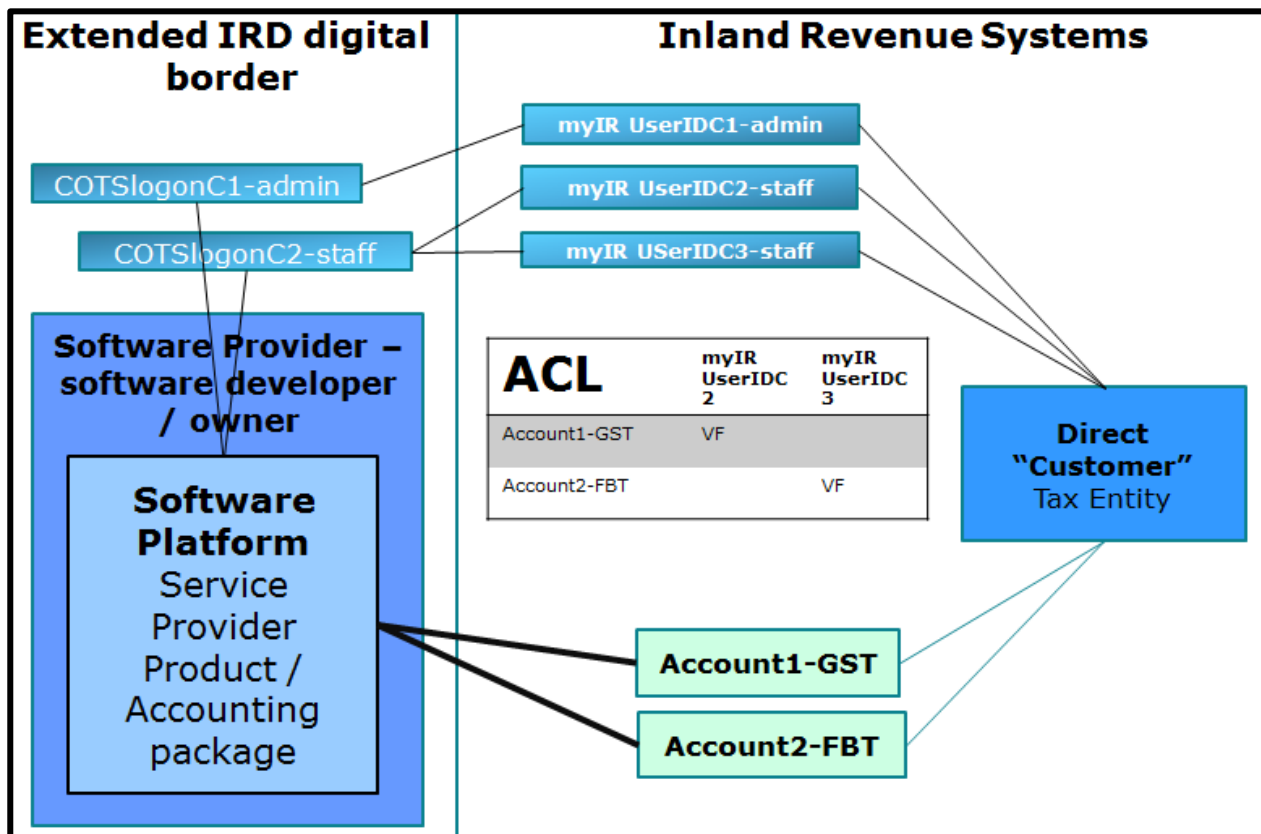 Extended IRD digital
border
Inland Revenue Systems
myIR UserIDC1-admin
COTSlogonC1-admin
myIR UserIDC2-staff
COTSlogonC2-staff
myIR USerIDC3-staff
Software Provider –
software developer
/ owner
Software
Platform
Service
Provider
Product /
Accounting
package
ACL
myIR
UserIDC
2
myIR
UserIDC
3
Account1-GST VF
Account2-FBT VF
Direct
“Customer”
Tax Entity
Account1-GST
Account2-FBT